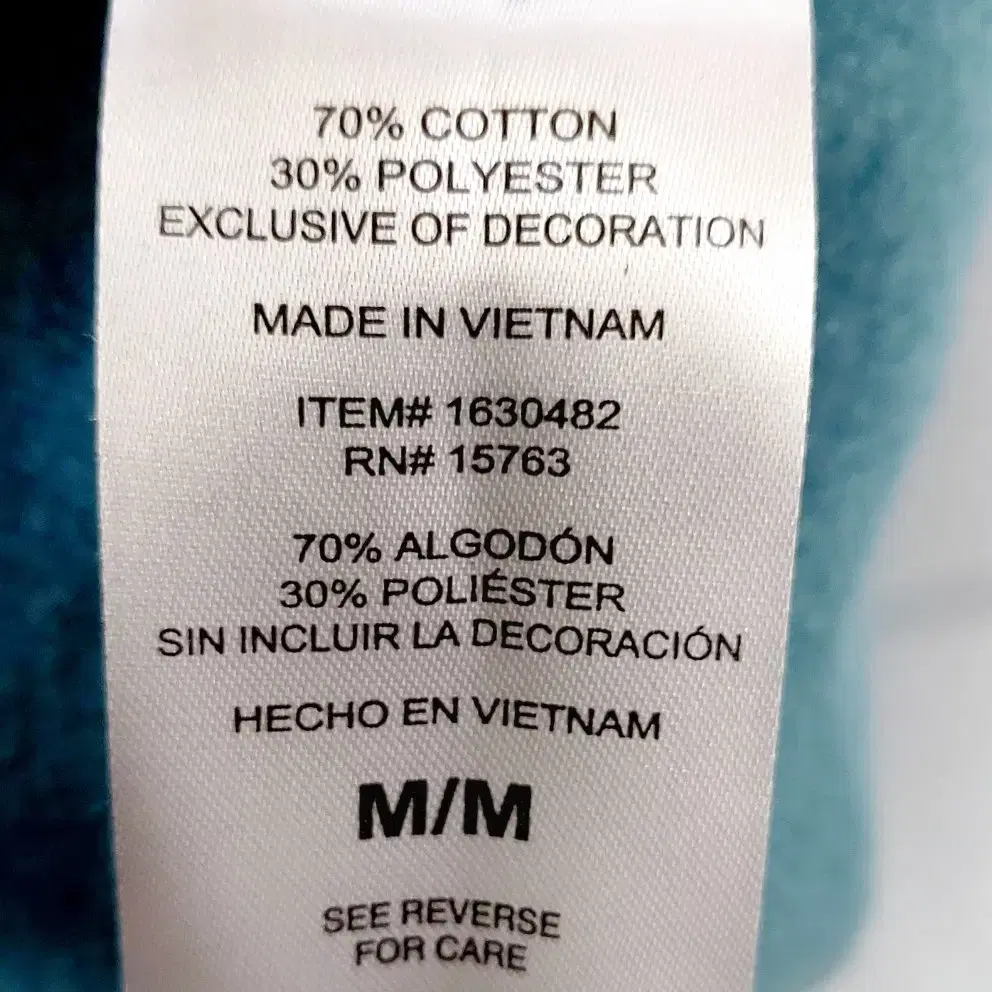 70% COTTON
30% POLYESTER
EXCLUSIVE OF DECORATION
MADE IN VIETNAM
ITEM# 1630482
RN# 15763
70% ALGODÓN
30% POLIÉSTER
SIN INCLUIR LA DECORACIÓN
HECHO EN VIETNAM
M/M
SEE REVERSE
FOR CARE